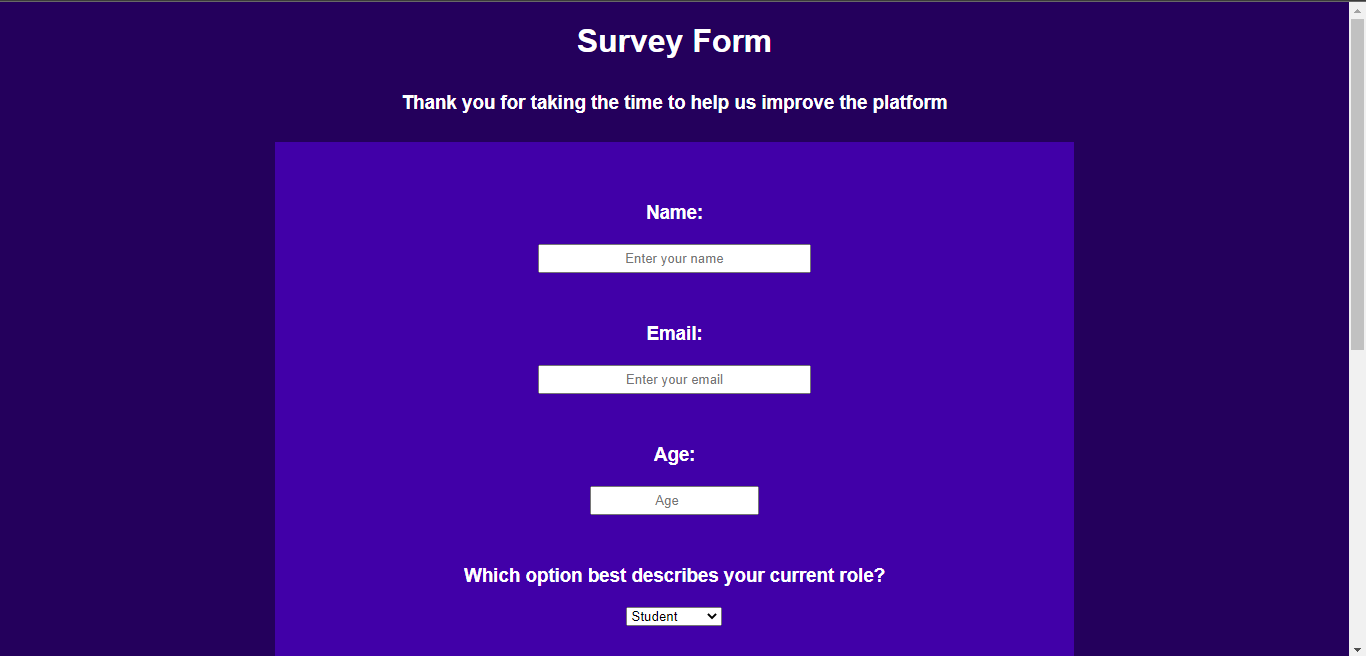 Survey Form
Thank you for taking the time to help us improve the platform
Name:
Enter your name
Email:
Enter your email
Age:
Age
Which option best describes your current role?
Student